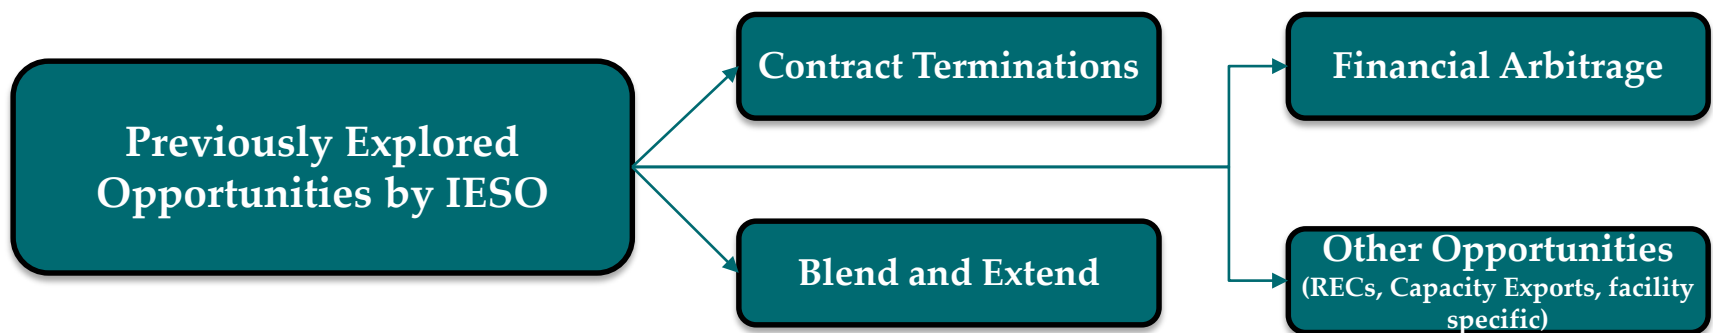 Previously Explored
Opportunities by IESO
Contract Terminations
Blend and Extend
Financial Arbitrage
Other Opportunities
(RECs, Capacity Exports, facility
specific)